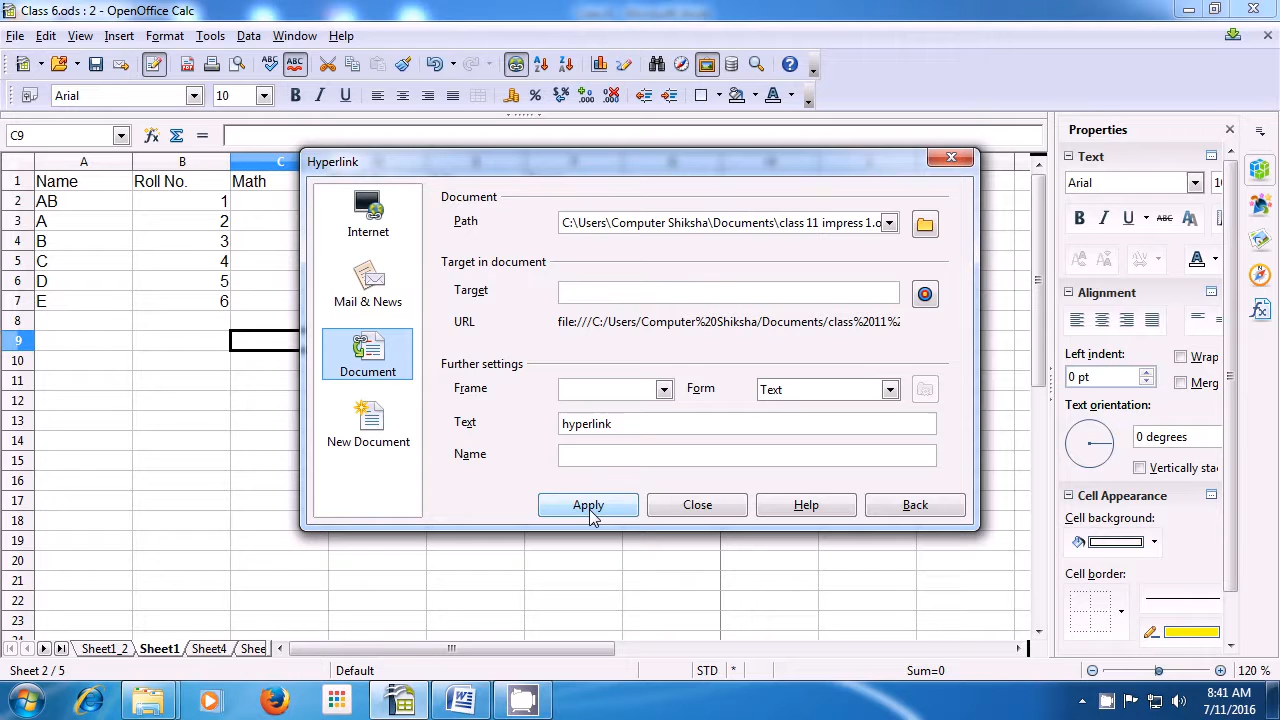 Class 6.ods : 2 - OpenOffice Calc
File Edit View Insert Format Tools Data Window Help
Arial 10
C9
A B C
1 Name Roll No. Math
2 AB 1
3 A 2
4 B 3
5 C 4
6 D 5
7 E 6
8
9
10
11
12
13
14
15
16
17
18
19
20
21
22
23
Hyperlink
Internet
Mail & News
Document
New Document
Document
Path C:\Users\Computer Shiksha\Documents\class 11 impress 1.o
Target in document
Target
URL file:///C:/Users/Computer%20Shiksha/Documents/class%2011%2
Further settings
Frame Form Text
Text hyperlink
Name
Apply Close Help Back
Properties
Text
Arial
B I U ABC
Alignment
Left indent: Wrap
0 pt Merg
Text orientation:
0 degrees
Vertically sta
Cell Appearance
Cell background:
Cell border:
Sheet1_2 Sheet1 Sheet4 Shee
Sheet 2 / 5 Default STD * Sum=0 120 %
8:41 AM
7/11/2016